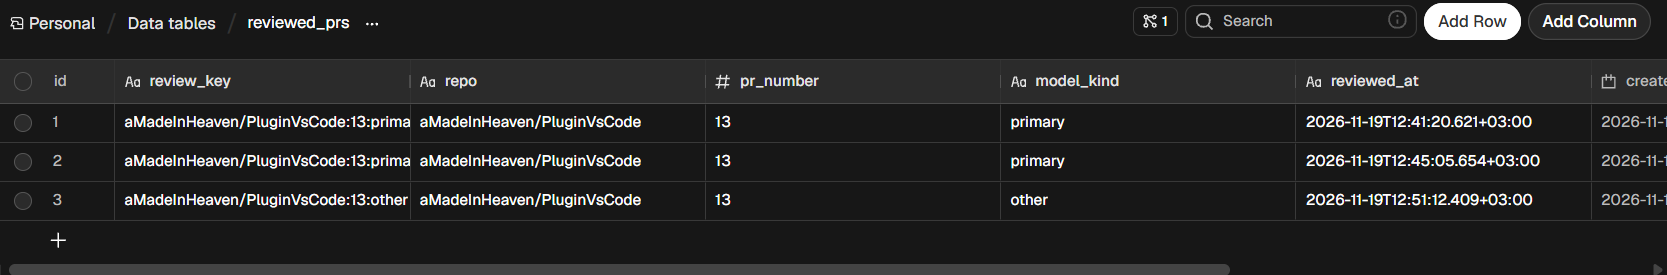 Personal / Data tables / reviewed_prs ...
1 Search Add Row Add Column
id Aa review_key Aa repo # pr_number Aa model_kind Aa reviewed_at create
1 aMadeInHeaven/PluginVsCode:13:prima aMadeInHeaven/PluginVsCode 13 primary 2026-11-19T12:41:20.621+03:00 2026-11-1
2 aMadeInHeaven/PluginVsCode:13:prima aMadeInHeaven/PluginVsCode 13 primary 2026-11-19T12:45:05.654+03:00 2026-11-1
3 aMadeInHeaven/PluginVsCode:13:other aMadeInHeaven/PluginVsCode 13 other 2026-11-19T12:51:12.409+03:00 2026-11-1